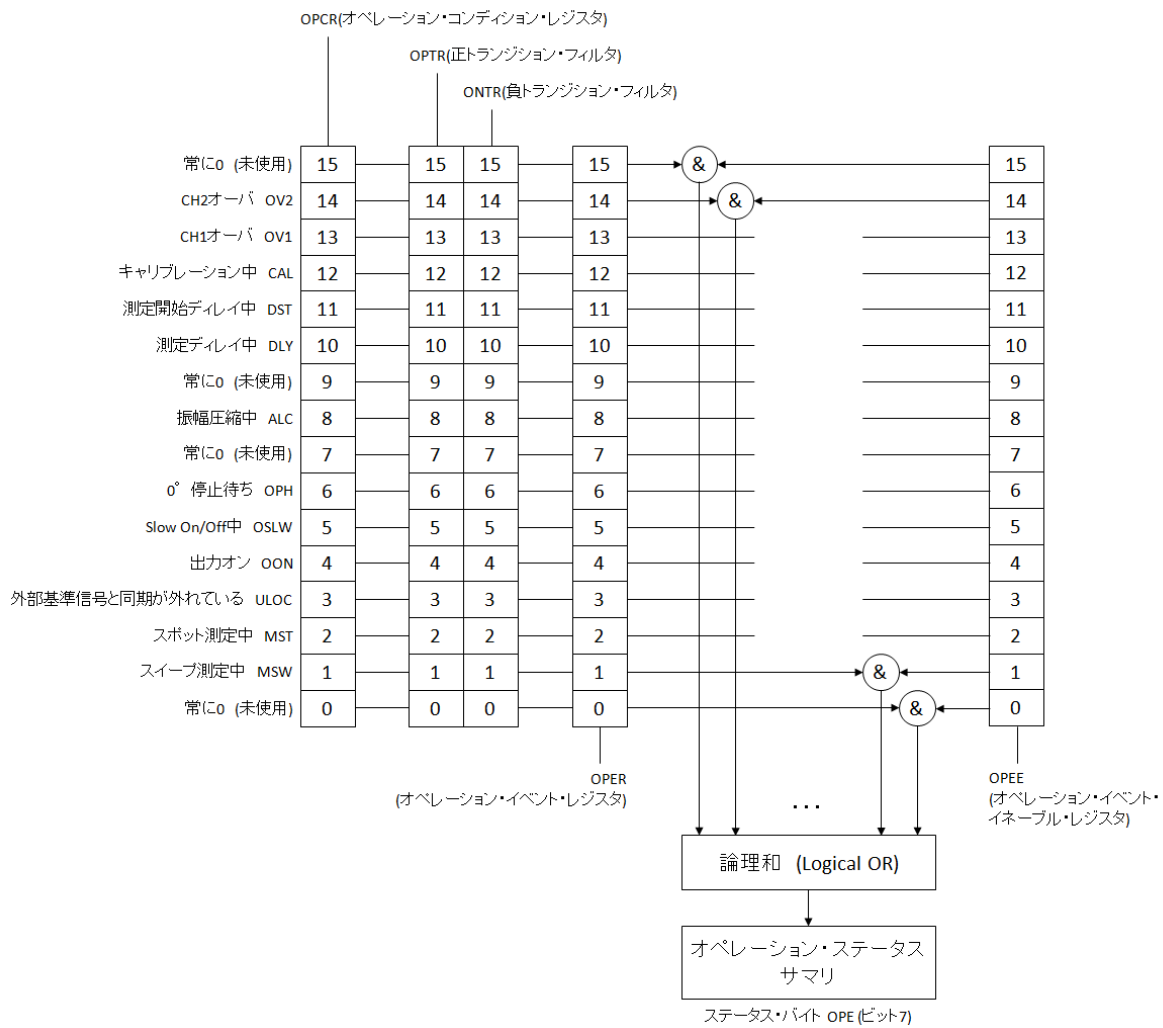 OPCR(オペレーション・コンディション・レジスタ)
OPTR(正トランジション・フィルタ)
ONTR(負トランジション・フィルタ)
常に0 (未使用) 15 15 15 15 & 15
CH2オーバ OV2 14 14 14 14 & 14
CH1オーバ OV1 13 13 13 13 13
キャリブレーション中 CAL 12 12 12 12 12
測定開始ディレイ中 DST 11 11 11 11 11
測定ディレイ中 DLY 10 10 10 10 10
常に0 (未使用) 9 9 9 9 9
振幅圧縮中 ALC 8 8 8 8 8
常に0 (未使用) 7 7 7 7 7
0°停止待ち OPH 6 6 6 6 6
Slow On/Off中 OSLW 5 5 5 5 5
出力オン OON 4 4 4 4 4
外部基準信号と同期が外れている ULOC 3 3 3 3 3
スポット測定中 MST 2 2 2 2 2
スイープ測定中 MSW 1 1 1 1 & 1
常に0 (未使用) 0 0 0 0 & 0
OPER
(オペレーション・イベント・レジスタ)
OPEE
(オペレーション・イベント・
イネーブル・レジスタ)
...
論理和 (Logical OR)
オペレーション・ステータス
サマリ
ステータス・バイト OPE (ビット7)